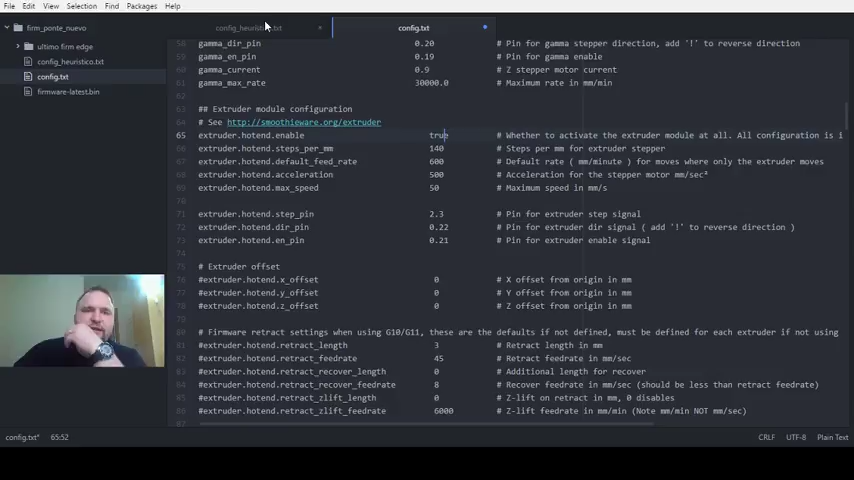 File Edit View Selection Find Packages Help
firm_ponte_nuevo
ultimo firm edge
config_heuristico.txt
config.txt
firmware-latest.bin
config_heuristico.txt
config.txt
58 gamma_dir_pin 0.20 # Pin for gamma stepper direction, add '!' to reverse direction
59 gamma_en_pin 0.19 # Pin for gamma enable
60 gamma_current 0.9 # Z stepper motor current
61 gamma_max_rate 30000.0 # Maximum rate in mm/min
62
63 ## Extruder module configuration
64 # See http://smoothieware.org/extruder
65 extruder.hotend.enable true # Whether to activate the extruder module at all. All configuration is i
66 extruder.hotend.steps_per_mm 140 # Steps per mm for extruder stepper
67 extruder.hotend.default_feed_rate 600 # Default rate ( mm/minute ) for moves where only the extruder moves
68 extruder.hotend.acceleration 500 # Acceleration for the stepper motor mm/sec²
69 extruder.hotend.max_speed 50 # Maximum speed in mm/s
70
71 extruder.hotend.step_pin 2.3 # Pin for extruder step signal
72 extruder.hotend.dir_pin 0.22 # Pin for extruder dir signal ( add '!' to reverse direction )
73 extruder.hotend.en_pin 0.21 # Pin for extruder enable signal
74
75 # Extruder offset
76 #extruder.hotend.x_offset 0 # X offset from origin in mm
77 #extruder.hotend.y_offset 0 # Y offset from origin in mm
78 #extruder.hotend.z_offset 0 # Z offset from origin in mm
79
80 # Firmware retract settings when using G10/G11, these are the defaults if not defined, must be defined for each extruder if not using
81 #extruder.hotend.retract_length 3 # Retract length in mm
82 #extruder.hotend.retract_feedrate 45 # Retract feedrate in mm/sec
83 #extruder.hotend.retract_recover_length 0 # Additional length for recover
84 #extruder.hotend.retract_recover_feedrate 8 # Recover feedrate in mm/sec (should be less than retract feedrate)
85 #extruder.hotend.retract_zlift_length 0 # Z-lift on retract in mm, 0 disables
86 #extruder.hotend.retract_zlift_feedrate 6000 # Z-lift feedrate in mm/min (Note mm/min NOT mm/sec)
87
config.txt* 65:52 CRLF UTF-8 Plain Text